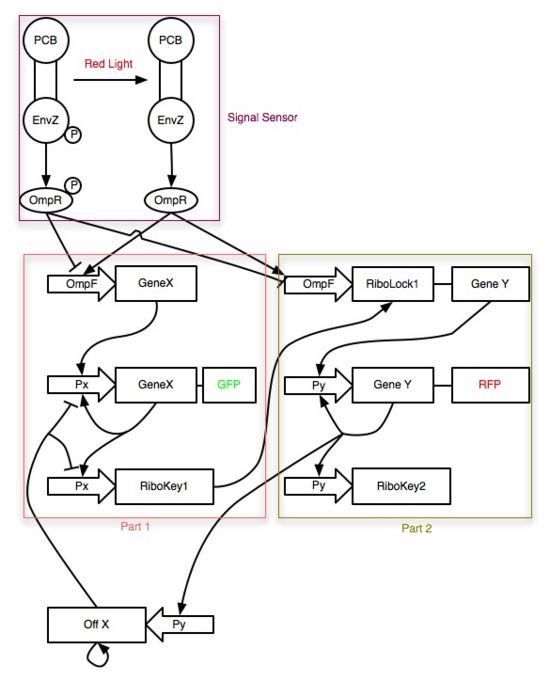 PCB
PCB
Red Light
EnvZ
P
EnvZ
Signal Sensor
P
OmpR
OmpR
OmpF
GeneX
OmpF
RiboLock1
Gene Y
Px
GeneX
GFP
Py
Gene Y
RFP
Px
RiboKey1
Py
RiboKey2
Part 1
Part 2
Off X
Py